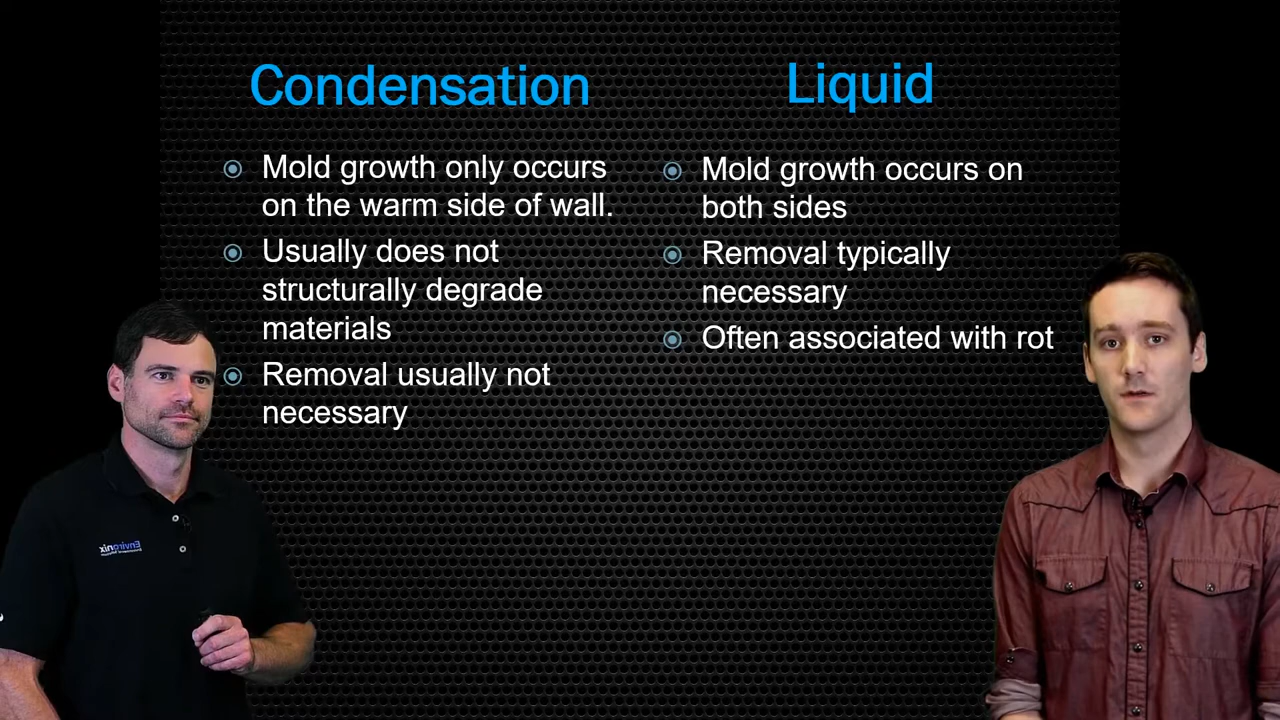 Condensation
Mold growth only occurs
on the warm side of wall.
Usually does not
structurally degrade
materials
Removal usually not
necessary
Liquid
Mold growth occurs on
both sides
Removal typically
necessary
Often associated with rot
Environix